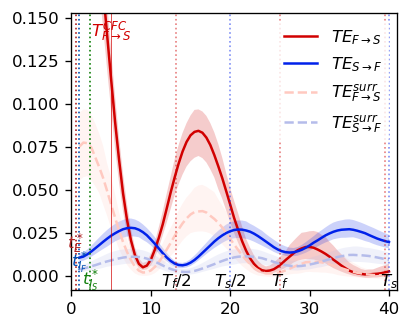 0.150
0.125
0.100
0.075
0.050
0.025
0.000
0
10
20
30
40
T^{CFC}_{F→S}
TE_{F→S}
TE_{S→F}
TE^{surr}_{F→S}
TE^{surr}_{S→F}
t^*_{ls}
T_f/2
T_s/2
T_f
T_s